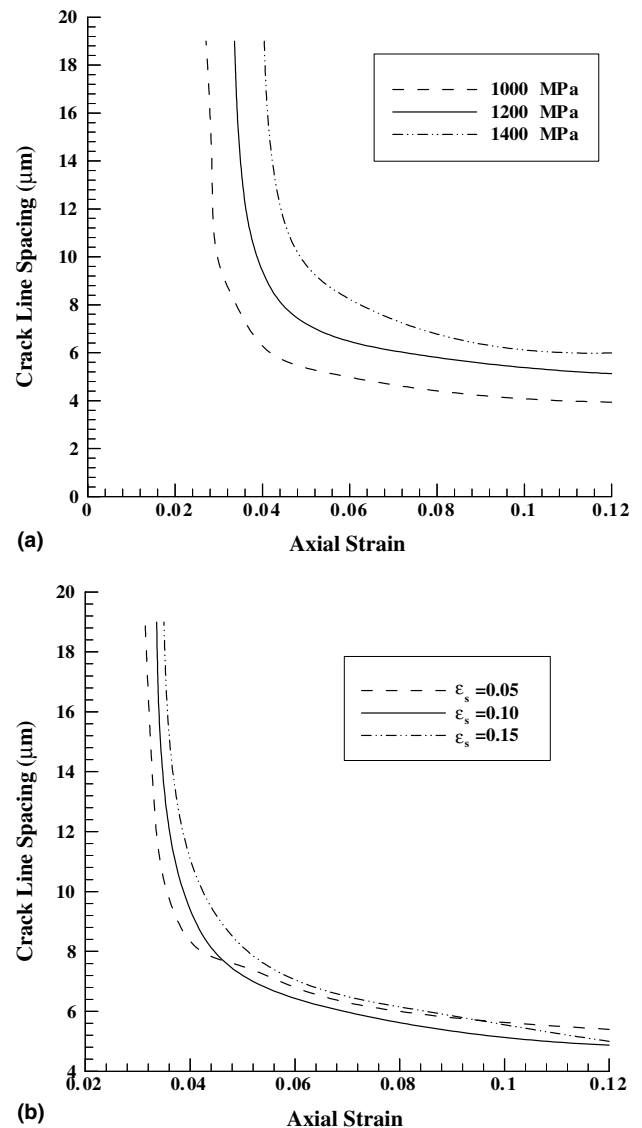 20
18
16
14
12
10
8
6
4
2
0
Crack Line Spacing (μm)
1000 MPa
1200 MPa
1400 MPa
0 0.02 0.04 0.06 0.08 0.1 0.12
(a)
Axial Strain
20
18
16
14
12
10
8
6
4
Crack Line Spacing (μm)
ε_s =0.05
ε_s =0.10
ε_s =0.15
0.02 0.04 0.06 0.08 0.1 0.12
(b)
Axial Strain